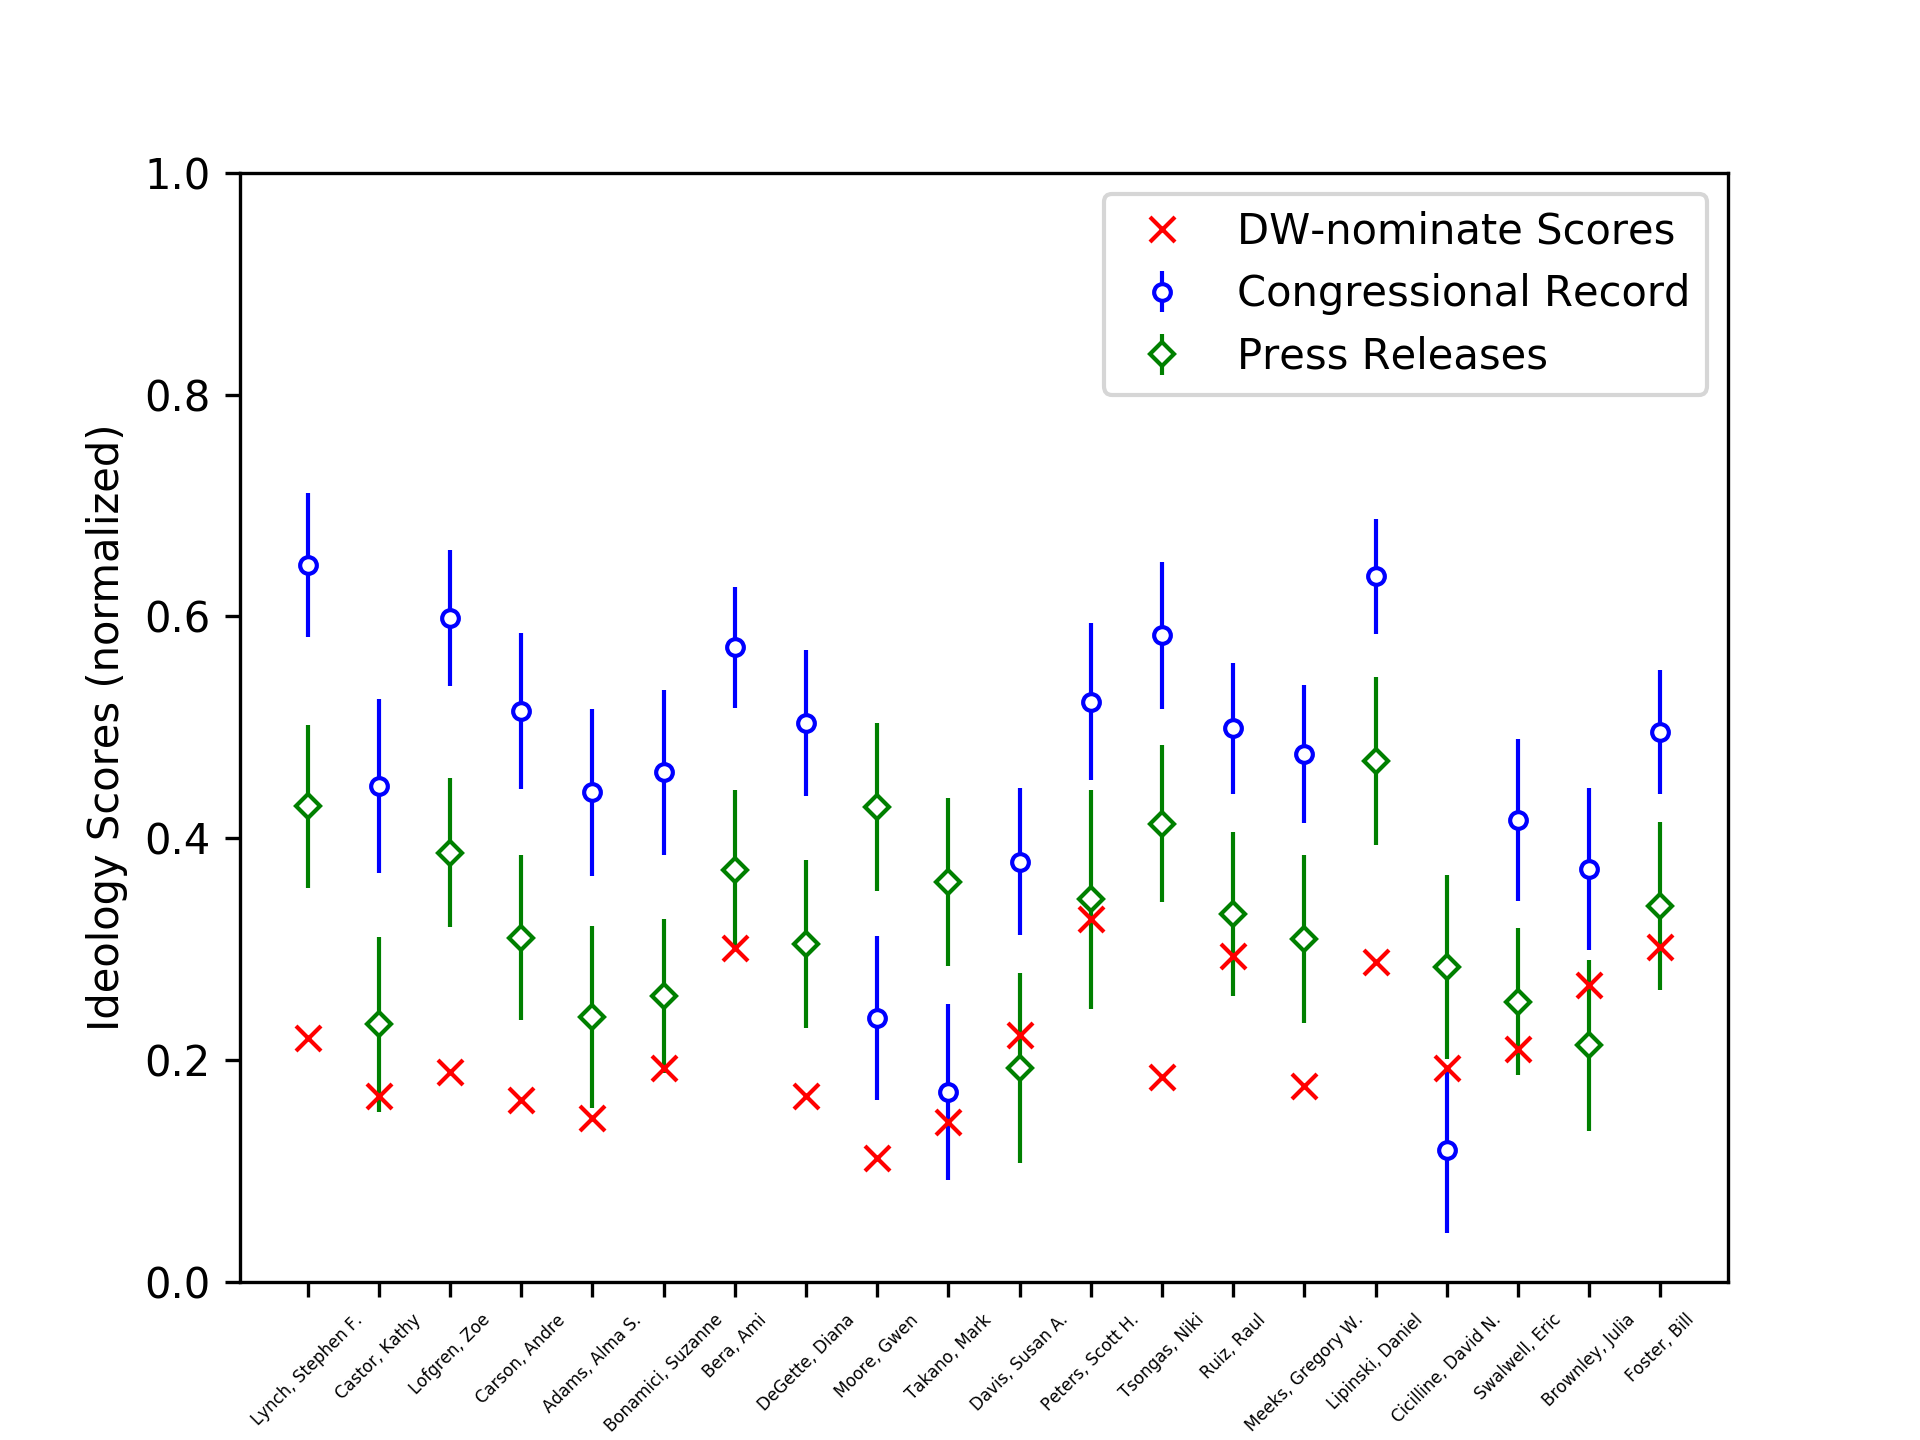 1.0
0.8
0.6
0.4
0.2
0.0
Ideology Scores (normalized)
DW-nominate Scores
Congressional Record
Press Releases
Lynch, Stephen F.
Castor, Kathy
Lofgren, Zoe
Carson, Andre
Adams, Alma S.
Bonamici, Suzanne
Bera, Ami
DeGette, Diana
Moore, Gwen
Takano, Mark
Davis, Susan A.
Peters, Scott H.
Tsongas, Niki
Ruiz, Raul
Meeks, Gregory W.
Lipinski, Daniel
Cicilline, David N.
Swalwell, Eric
Brownley, Julia
Foster, Bill